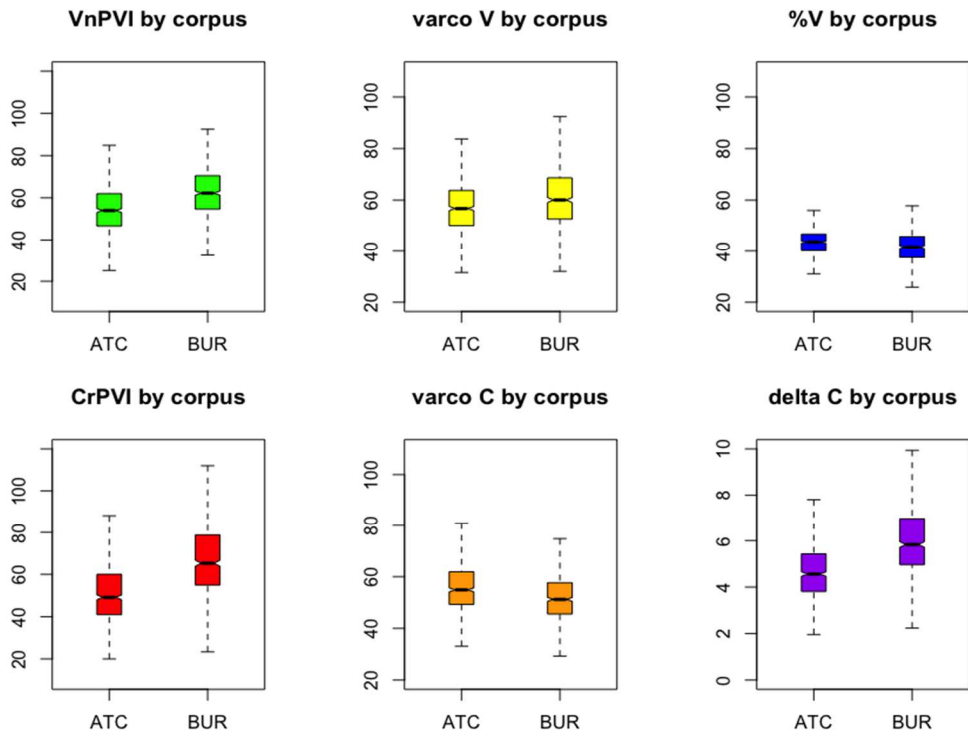 VnPVI by corpus
100
80
60
40
20
ATC BUR
varco V by corpus
100
80
60
40
20
ATC BUR
%V by corpus
100
80
60
40
20
ATC BUR
CrPVI by corpus
100
80
60
40
20
ATC BUR
varco C by corpus
100
80
60
40
20
ATC BUR
delta C by corpus
10
8
6
4
2
0
ATC BUR